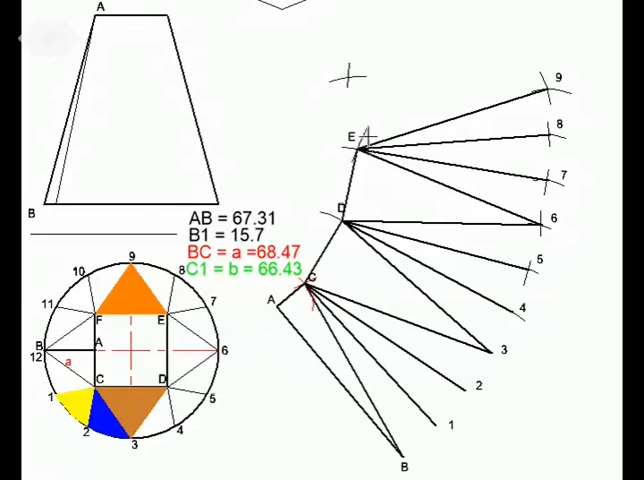 A
B
AB = 67.31
B1 = 15.7
BC = a =68.47
C1 = b = 66.43
9
10
8
11
7
F
E
B
A
12
6
a
C
D
1
5
2
4
3
9
E
8
7
D
6
5
C
A
4
3
2
1
B